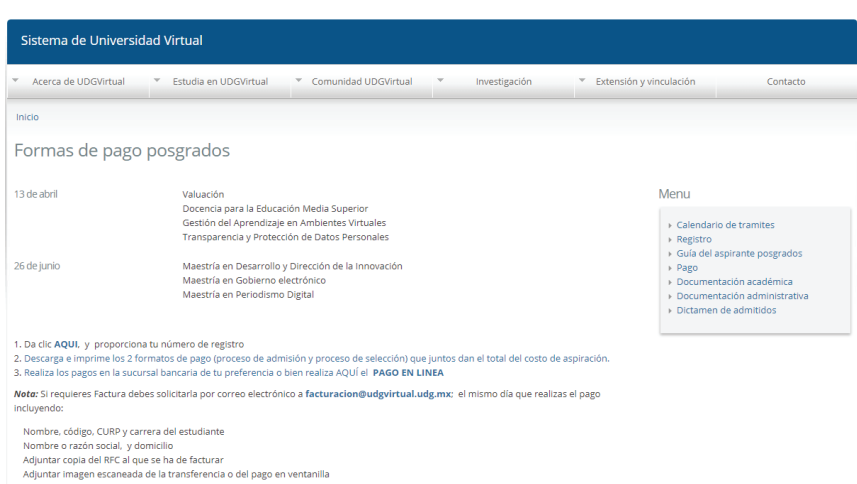 Sistema de Universidad Virtual
Acerca de UDGVirtual Estudia en UDGVirtual Comunidad UDGVirtual Investigación Extensión y vinculación Contacto
Inicio
Formas de pago posgrados
13 de abril
Valuación
Docencia para la Educación Media Superior
Gestión del Aprendizaje en Ambientes Virtuales
Transparencia y Protección de Datos Personales
26 de junio
Maestría en Desarrollo y Dirección de la Innovación
Maestría en Gobierno electrónico
Maestría en Periodismo Digital
Menu
Calendario de tramites
Registro
Guía del aspirante posgrados
Pago
Documentación académica
Documentación administrativa
Dictamen de admitidos
1. Da clic AQUI, y proporciona tu número de registro
2. Descarga e imprime los 2 formatos de pago (proceso de admisión y proceso de selección) que juntos dan el total del costo de aspiración.
3. Realiza los pagos en la sucursal bancaria de tu preferencia o bien realiza AQUÍ el PAGO EN LINEA
Nota: Si requieres Factura debes solicitarla por correo electrónico a facturacion@udgvirtual.udg.mx; el mismo día que realizas el pago
incluyendo:
Nombre, código, CURP y carrera del estudiante
Nombre o razón social, y domicilio
Adjuntar copia del RFC al que se ha de facturar
Adjuntar imagen escaneada de la transferencia o del pago en ventanilla